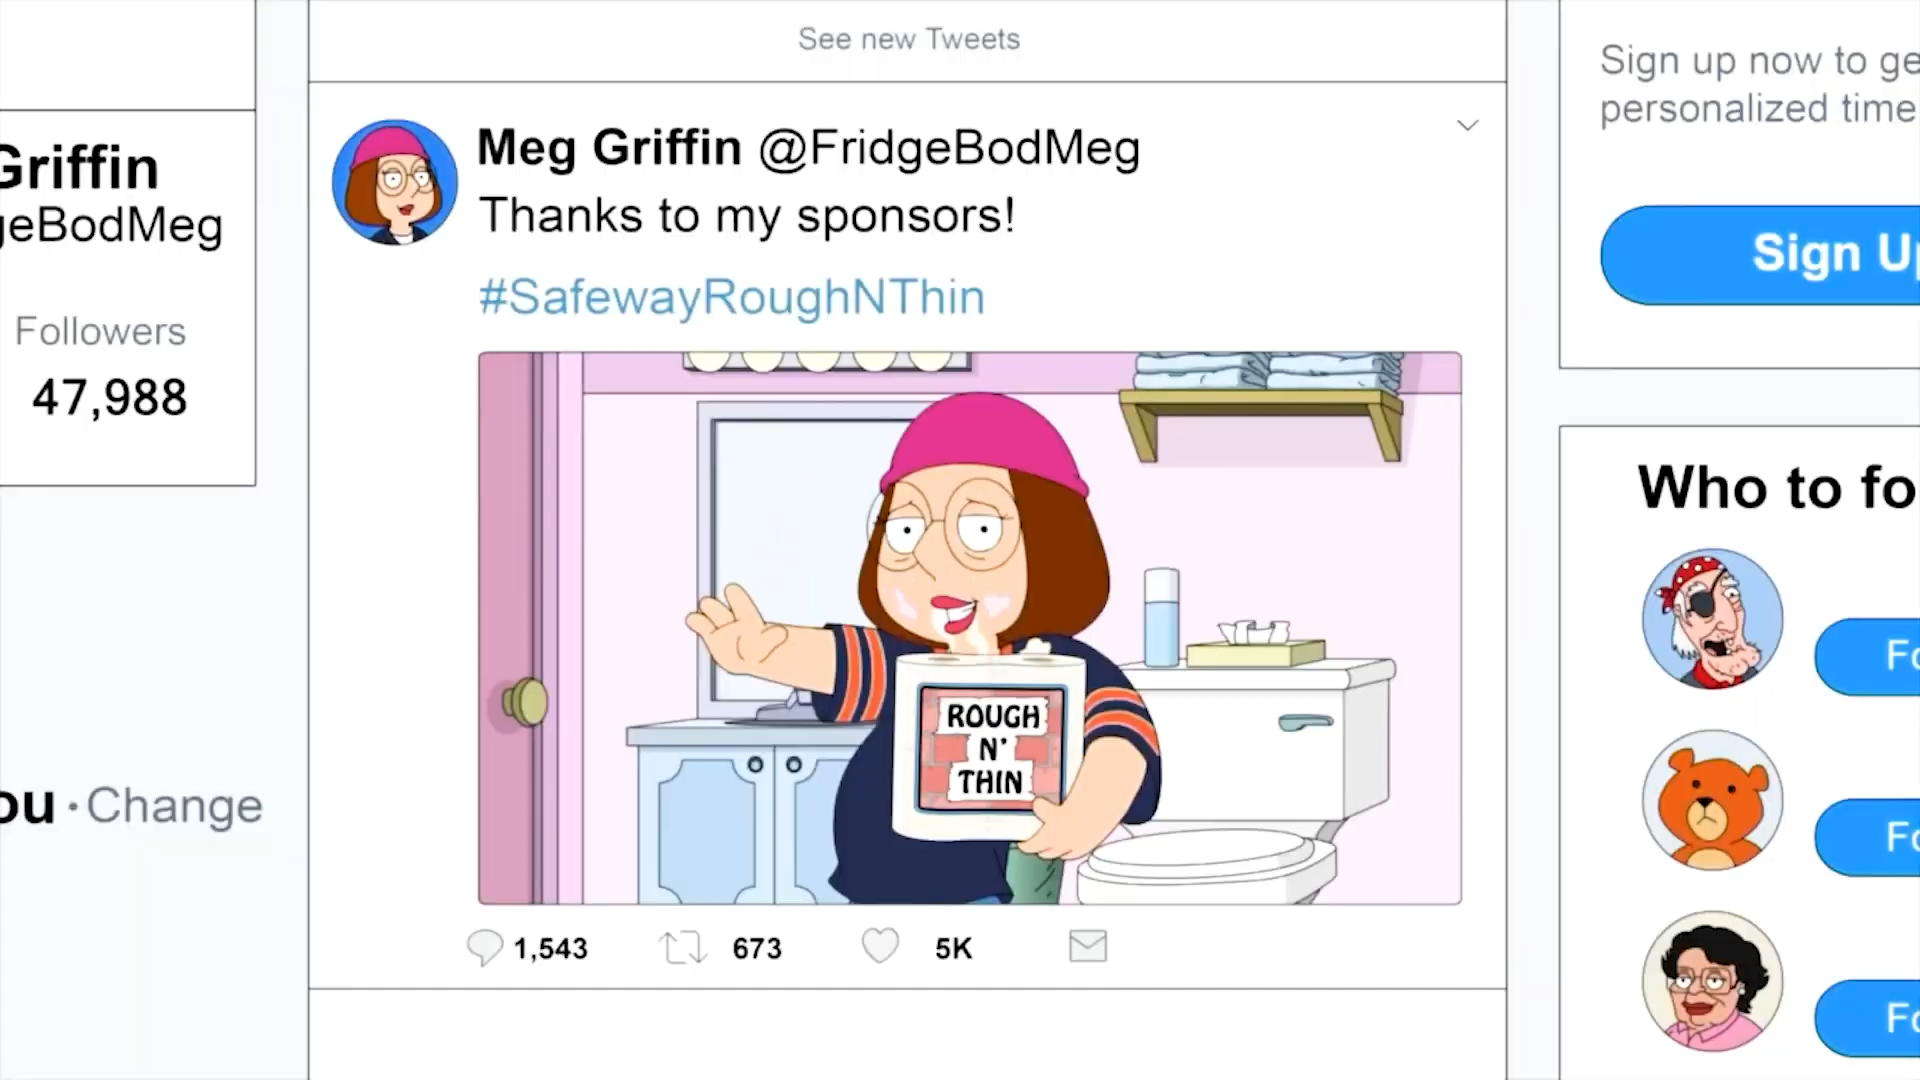 See new Tweets
Griffin
geBodMeg
Followers
47,988
ou · Change
Meg Griffin @FridgeBodMeg
Thanks to my sponsors!
#SafewayRoughNThin
ROUGH
N'
THIN
1,543 673 5K
Sign up now to ge
personalized time
Sign Up
Who to fo
Fo
Fo
Fo